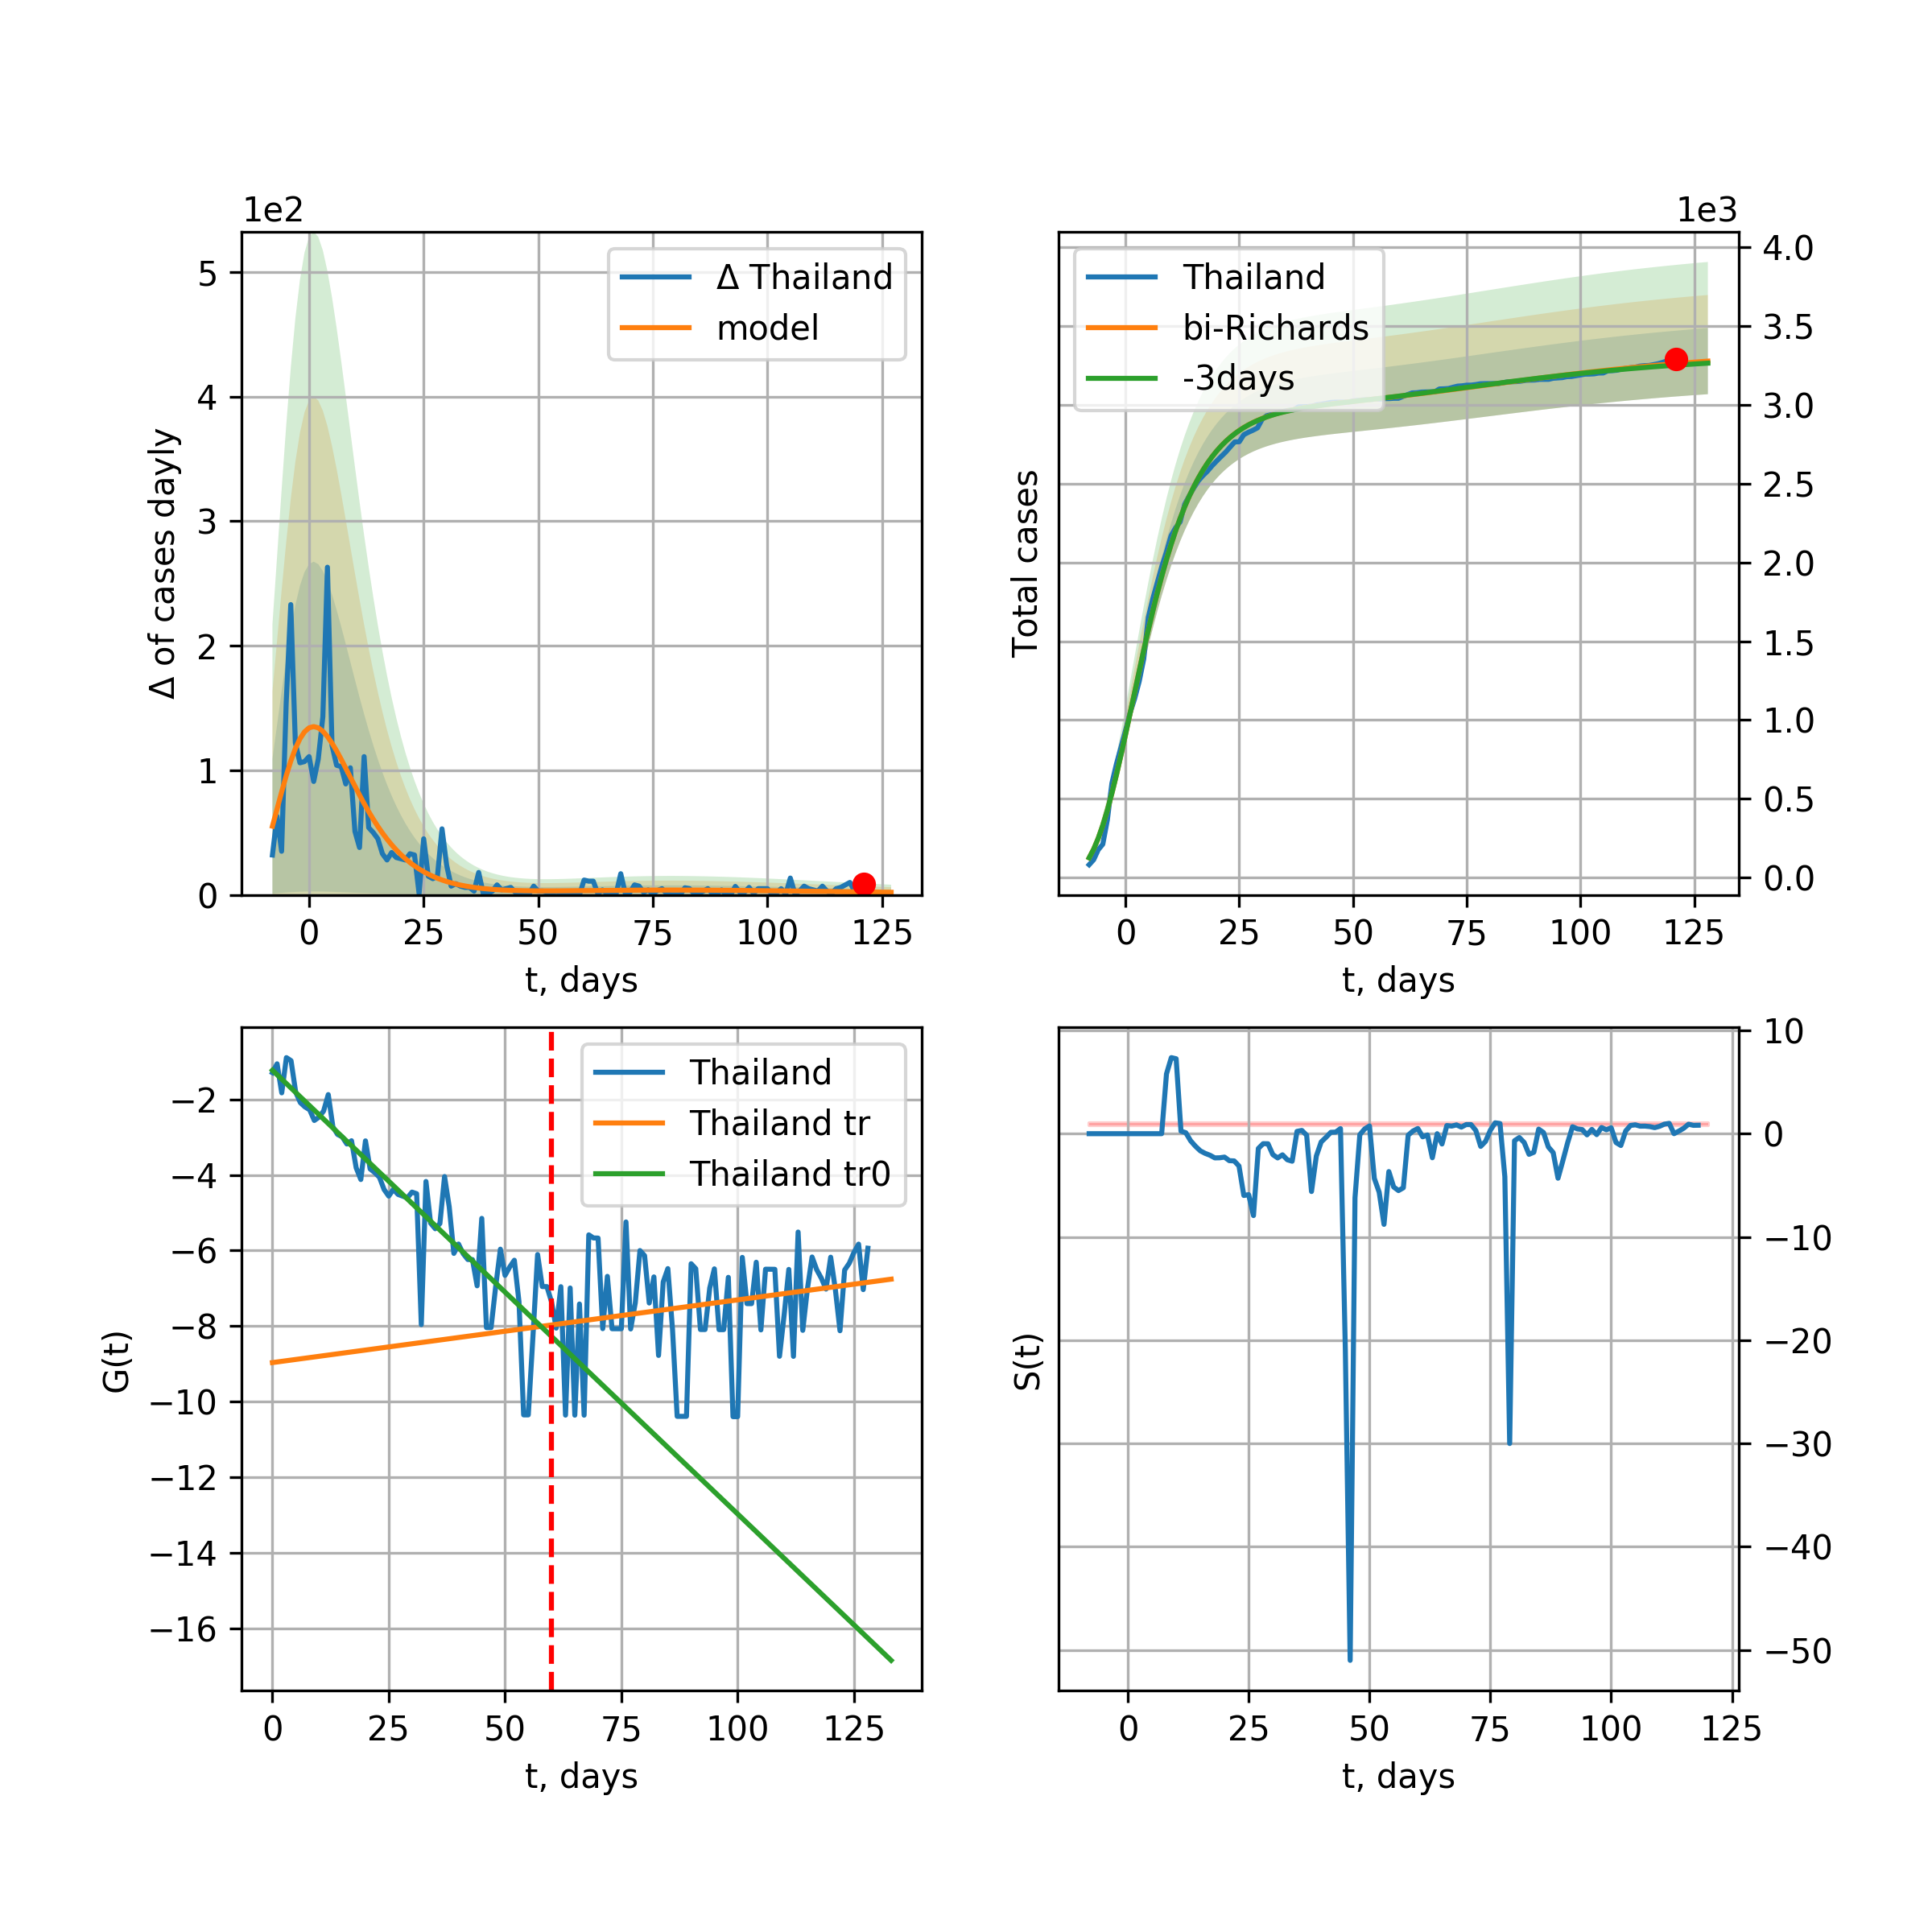 1e2
Δ of cases dayly
5
4
3
2
1
0
Δ Thailand
model
0 25 50 75 100 125
t, days
1e3
Total cases
4.0
3.5
3.0
2.5
2.0
1.5
1.0
0.5
0.0
Thailand
bi-Richards
-3days
0 25 50 75 100 125
t, days
G(t)
−2
−4
−6
−8
−10
−12
−14
−16
Thailand
Thailand tr
Thailand tr0
0 25 50 75 100 125
t, days
S(t)
10
0
−10
−20
−30
−40
−50
0 25 50 75 100 125
t, days